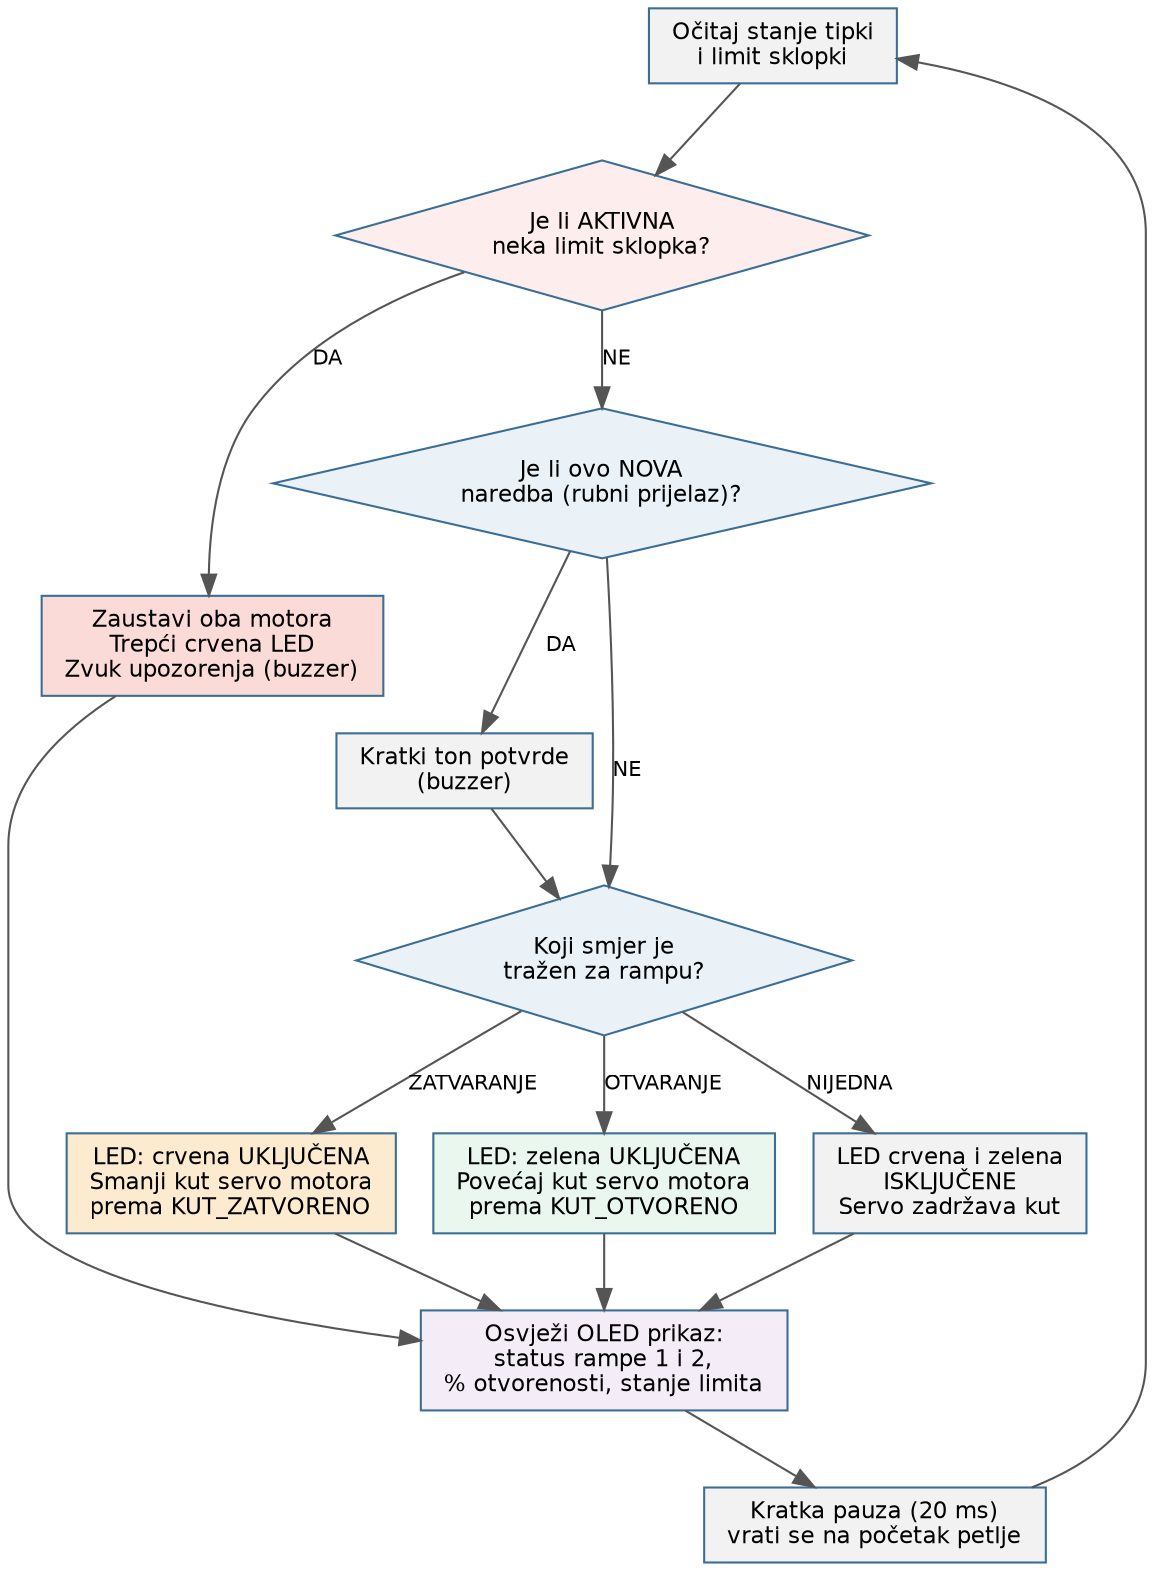 Očitaj stanje tipki
i limit sklopki
Je li AKTIVNA
neka limit sklopka?
DA
NE
Je li ovo NOVA
naredba (rubni prijelaz)?
Zaustavi oba motora
Trepći crvena LED
Zvuk upozorenja (buzzer)
DA
Kratki ton potvrde
(buzzer)
NE
Koji smjer je
tražen za rampu?
ZATVARANJE
OTVARANJE
NIJEDNA
LED: crvena UKLJUČENA
Smanji kut servo motora
prema KUT_ZATVORENO
LED: zelena UKLJUČENA
Povećaj kut servo motora
prema KUT_OTVORENO
LED crvena i zelena
ISKLJUČENE
Servo zadržava kut
Osvježi OLED prikaz:
status rampe 1 i 2,
% otvorenosti, stanje limita
Kratka pauza (20 ms)
vrati se na početak petlje